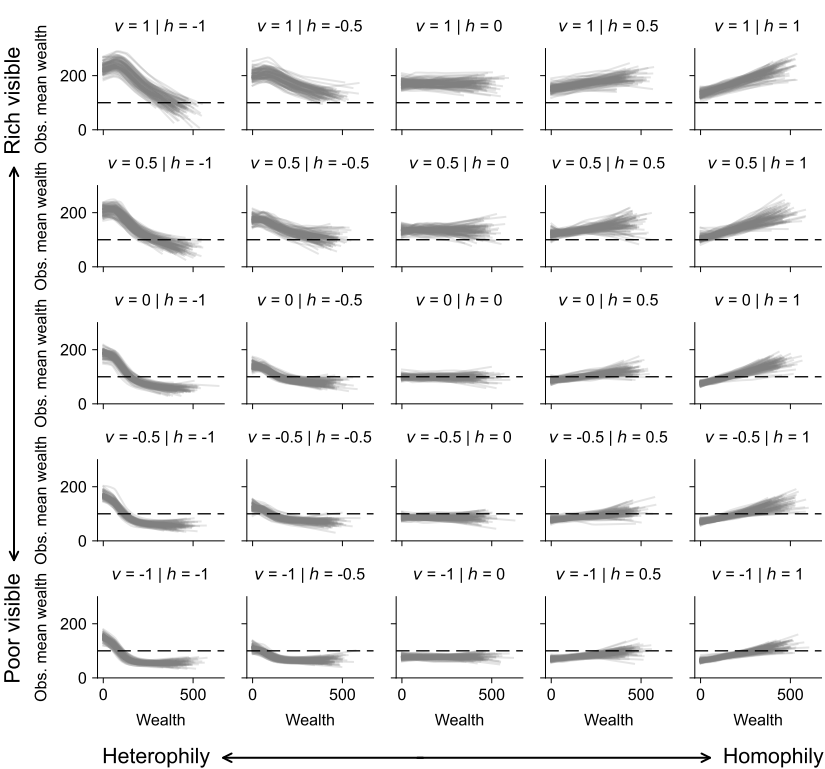 Rich visible
Poor visible
v = 1 | h = -1
v = 1 | h = -0.5
v = 1 | h = 0
v = 1 | h = 0.5
v = 1 | h = 1
Obs. mean wealth
200
0
v = 0.5 | h = -1
v = 0.5 | h = -0.5
v = 0.5 | h = 0
v = 0.5 | h = 0.5
v = 0.5 | h = 1
Obs. mean wealth
200
0
v = 0 | h = -1
v = 0 | h = -0.5
v = 0 | h = 0
v = 0 | h = 0.5
v = 0 | h = 1
Obs. mean wealth
200
0
v = -0.5 | h = -1
v = -0.5 | h = -0.5
v = -0.5 | h = 0
v = -0.5 | h = 0.5
v = -0.5 | h = 1
Obs. mean wealth
200
0
v = -1 | h = -1
v = -1 | h = -0.5
v = -1 | h = 0
v = -1 | h = 0.5
v = -1 | h = 1
Obs. mean wealth
200
0
0 500 0 500 0 500 0 500 0 500
Wealth Wealth Wealth Wealth Wealth
Heterophily Homophily